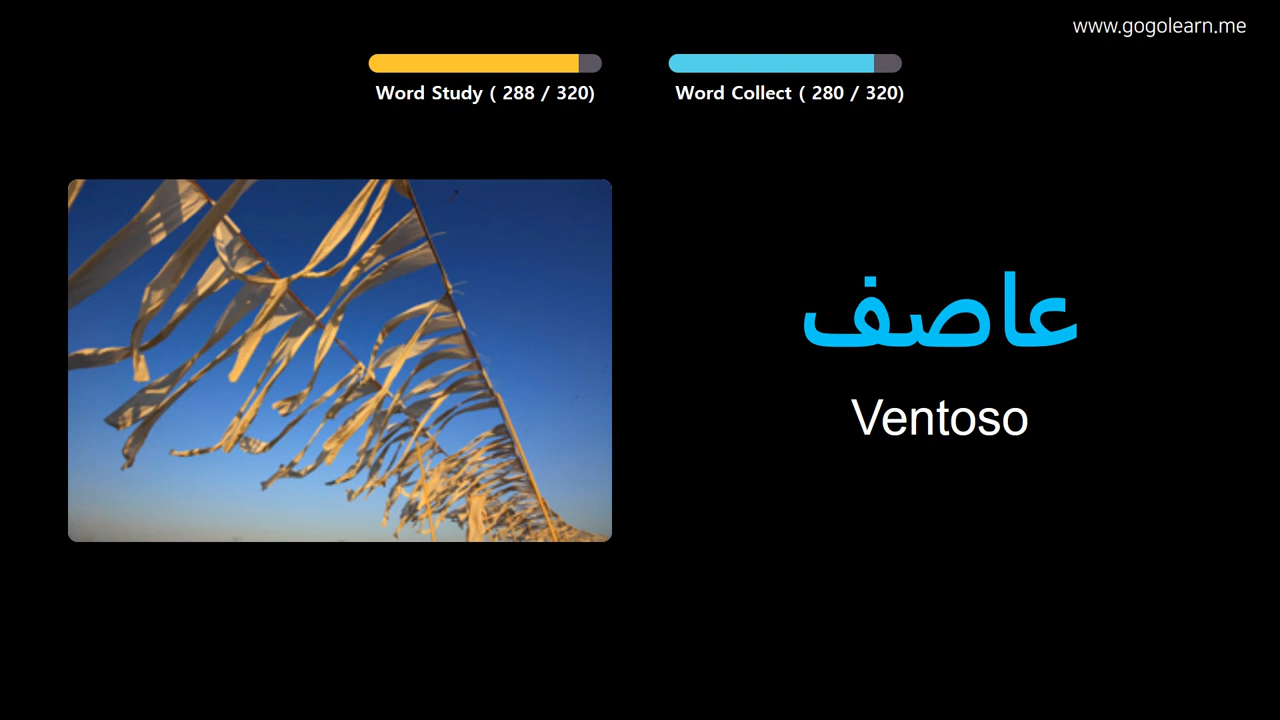 www.gogolearn.me
Word Study ( 288 / 320)
Word Collect ( 280 / 320)
عاصف
Ventoso